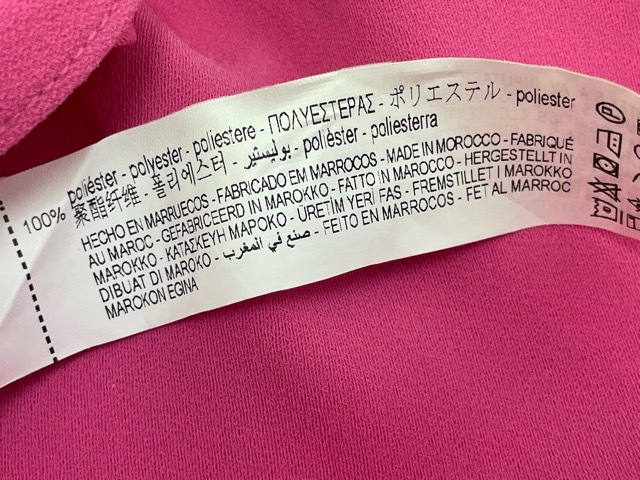 100% poliéster - polyester - poliestere - ΠΟΛΥΕΣΤΕΡΑΣ - ポリエステル - poliester
聚酯纤维 - 폴리에스터 - بوليستير - polièster - poliesterra
HECHO EN MARRUECOS - FABRICADO EM MARROCOS - MADE IN MOROCCO - FABRIQUÉ
AU MAROC - GEFABRICEERD IN MAROKKO - FATTO IN MAROCCO - HERGESTELLT IN
MAROKKO - ΚΑΤΑΣΚΕΥΗ ΜΑΡΟΚΟ - ÜRETİM YERİ FAS - FREMSTILLET I MAROKKO
DIBUAT DI MAROKO - صنع في المغرب - FEITO EN MARROCOS - FET AL MARROC
MAROKON EGINA